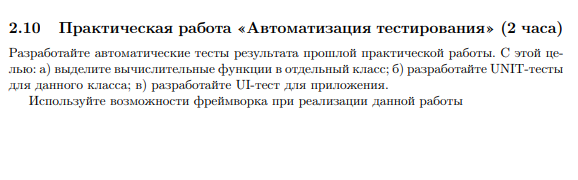 2.10 Практическая работа «Автоматизация тестирования» (2 часа)
Разработайте автоматические тесты результата прошлой практической работы. С этой це-
лью: а) выделите вычислительные функции в отдельный класс; б) разработайте UNIT-тесты
для данного класса; в) разработайте UI-тест для приложения.
Используйте возможности фреймворка при реализации данной работы